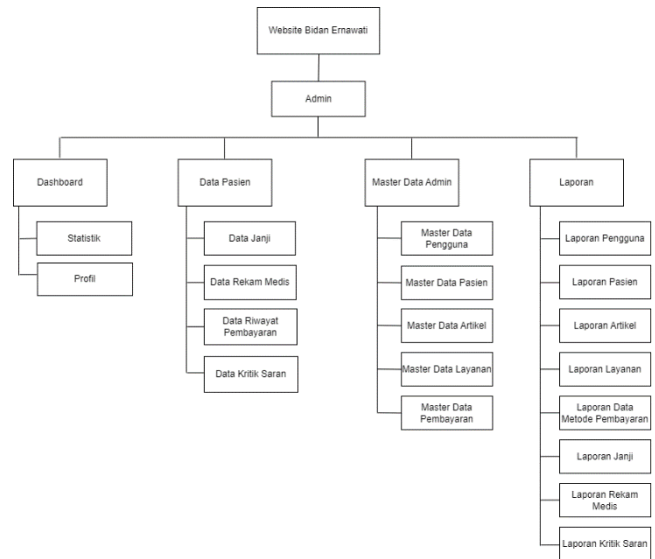 Website Bidan Ernawati
Admin
Dashboard
Data Pasien
Master Data Admin
Laporan
Statistik
Profil
Data Janji
Data Rekam Medis
Data Riwayat
Pembayaran
Data Kritik Saran
Master Data
Pengguna
Master Data Pasien
Master Data Artikel
Master Data Layanan
Master Data
Pembayaran
Laporan Pengguna
Laporan Pasien
Laporan Artikel
Laporan Layanan
Laporan Data
Metode Pembayaran
Laporan Janji
Laporan Rekam
Medis
Laporan Kritik Saran